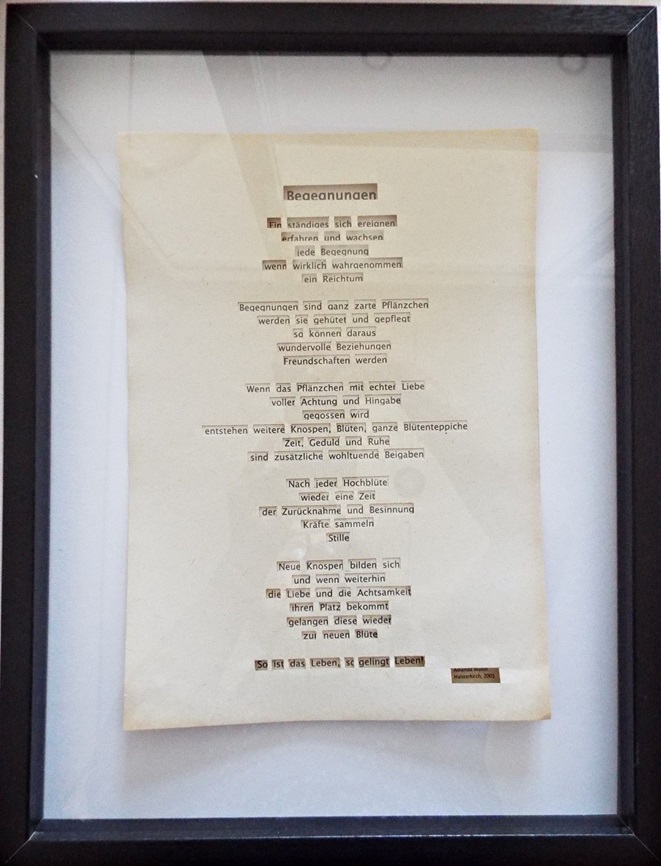 Begegnungen
Ein ständiges sich ereignen
erfahren und wachsen
jede Begegnung
wenn wirklich wahrgenommen
ein Reichtum
Begegnungen sind ganz zarte Pflänzchen
werden sie gehütet und gepflegt
so können daraus
wundervolle Beziehungen
Freundschaften werden
Wenn das Pflänzchen mit echter Liebe
voller Achtung und Hingabe
gegossen wird
entstehen weitere Knospen, Blüten, ganze Blütenteppiche
Zeit, Geduld und Ruhe
sind zusätzliche wohltuende Beigaben
Nach jeder Hochblüte
wieder eine Zeit
der Zurücknahme und Besinnung
Kräfte sammeln
Stille
Neue Knospen bilden sich
und wenn weiterhin
die Liebe und die Achtsamkeit
ihren Platz bekommt
gelangen diese wieder
zur neuen Blüte
So ist das Leben, so gelingt Leben!
2003